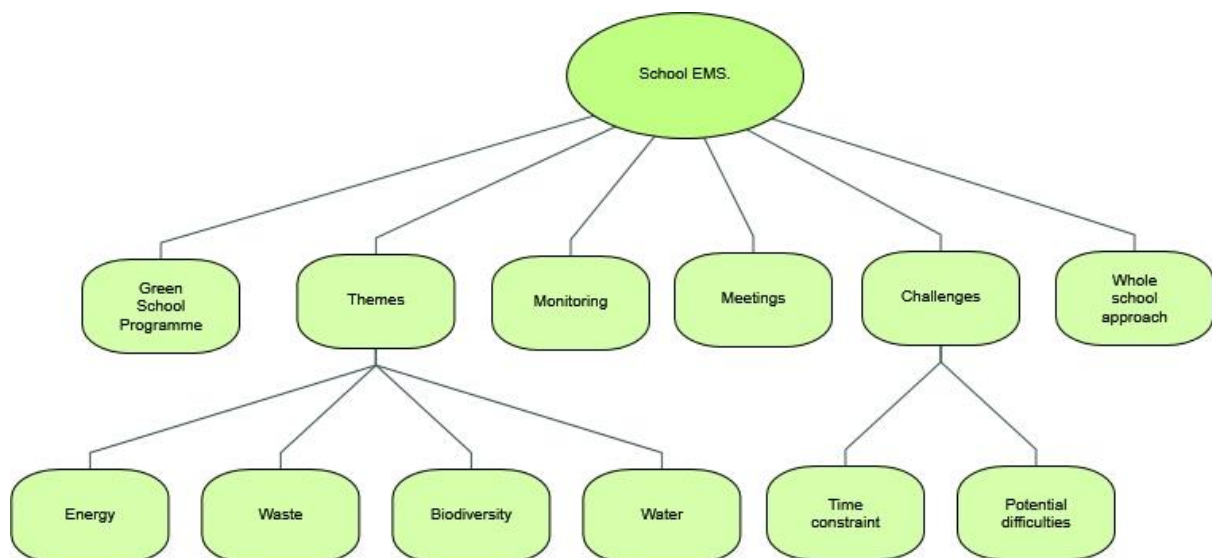 School EMS.
Green
School
Programme
Themes
Monitoring
Meetings
Challenges
Whole
school
approach
Energy
Waste
Biodiversity
Water
Time
constraint
Potential
difficulties